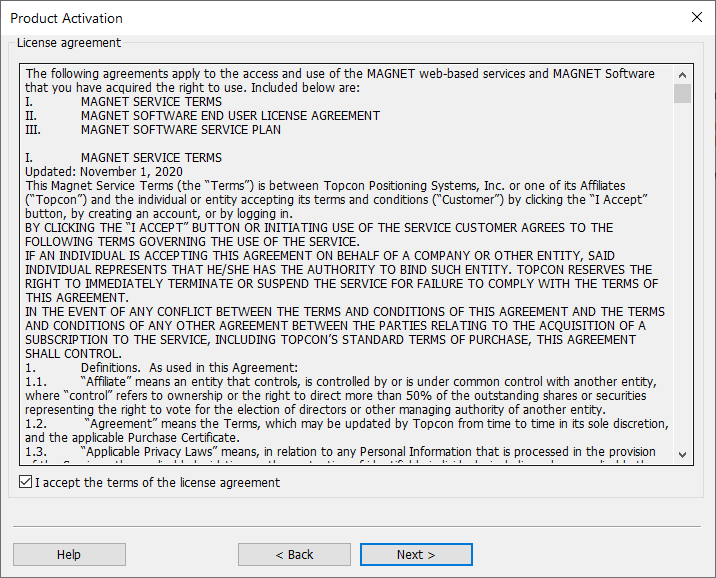 Product Activation
License agreement
The following agreements apply to the access and use of the MAGNET web-based services and MAGNET Software
that you have acquired the right to use. Included below are:
I. MAGNET SERVICE TERMS
II. MAGNET SOFTWARE END USER LICENSE AGREEMENT
III. MAGNET SOFTWARE SERVICE PLAN
I. MAGNET SERVICE TERMS
Updated: November 1, 2020
This Magnet Service Terms (the “Terms”) is between Topcon Positioning Systems, Inc. or one of its Affiliates
(“Topcon”) and the individual or entity accepting its terms and conditions (“Customer”) by clicking the “I Accept”
button, by creating an account, or by logging in.
BY CLICKING THE “I ACCEPT” BUTTON OR INITIATING USE OF THE SERVICE CUSTOMER AGREES TO THE
FOLLOWING TERMS GOVERNING THE USE OF THE SERVICE.
IF AN INDIVIDUAL IS ACCEPTING THIS AGREEMENT ON BEHALF OF A COMPANY OR OTHER ENTITY, SAID
INDIVIDUAL REPRESENTS THAT HE/SHE HAS THE AUTHORITY TO BIND SUCH ENTITY. TOPCON RESERVES THE
RIGHT TO IMMEDIATELY TERMINATE OR SUSPEND THE SERVICE FOR FAILURE TO COMPLY WITH THE TERMS OF
THIS AGREEMENT.
IN THE EVENT OF ANY CONFLICT BETWEEN THE TERMS AND CONDITIONS OF THIS AGREEMENT AND THE TERMS
AND CONDITIONS OF ANY OTHER AGREEMENT BETWEEN THE PARTIES RELATING TO THE ACQUISITION OF A
SUBSCRIPTION TO THE SERVICE, INCLUDING TOPCON’S STANDARD TERMS OF PURCHASE, THIS AGREEMENT
SHALL CONTROL.
1. Definitions. As used in this Agreement:
1.1. “Affiliate” means an entity that controls, is controlled by or is under common control with another entity,
where “control” refers to ownership or the right to direct more than 50% of the outstanding shares or securities
representing the right to vote for the election of directors or other managing authority of another entity.
1.2. “Agreement” means the Terms, which may be updated by Topcon from time to time in its sole discretion,
and the applicable Purchase Certificate.
1.3. “Applicable Privacy Laws” means, in relation to any Personal Information that is processed in the provision
I accept the terms of the license agreement
Help
< Back
Next >